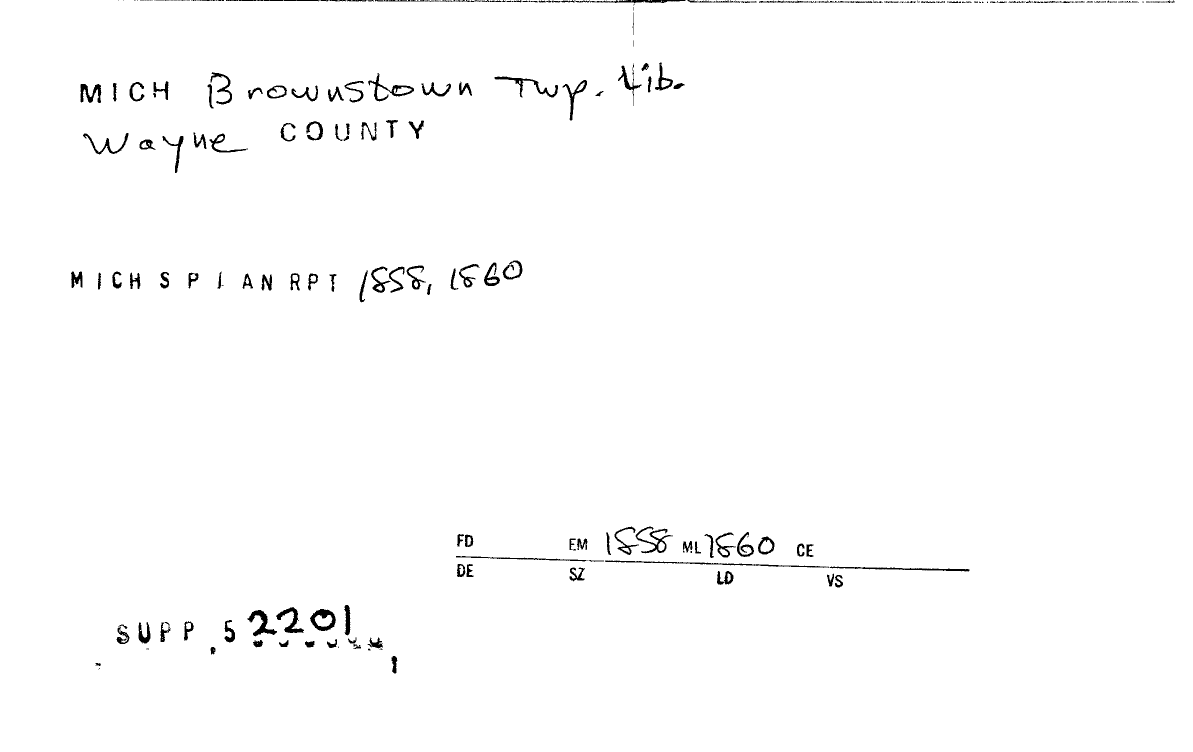 MICH Brownstown Twp. Lib.
Wayne COUNTY
MICH S P I AN RPT 1858, 1860
FD EM 1858 ML 1860 CE
DE SZ LD VS
SUPP 5 2201